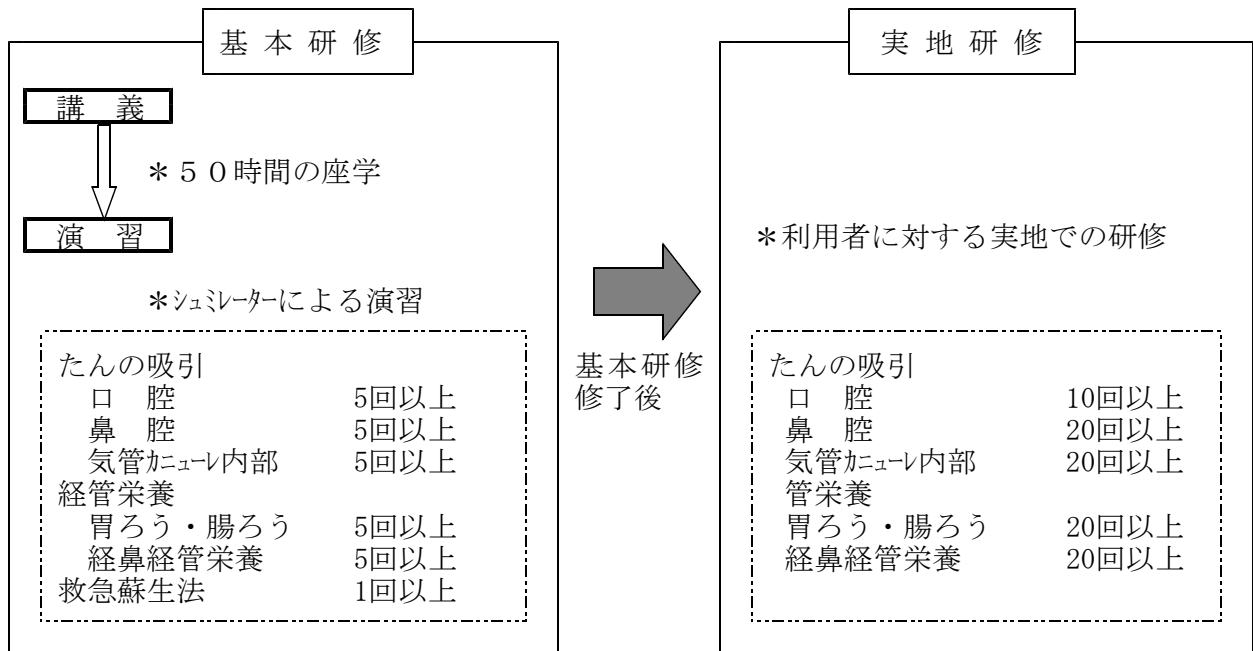 基本研修
講義
＊５０時間の座学
演習
＊ｼｭﾐﾚｰﾀｰによる演習
たんの吸引
口　腔　5回以上
鼻　腔　5回以上
気管ｶﾆｭｰﾚ内部　5回以上
経管栄養
胃ろう・腸ろう　5回以上
経鼻経管栄養　5回以上
救急蘇生法　1回以上
基本研修
修了後
実地研修
＊利用者に対する実地での研修
たんの吸引
口　腔　10回以上
鼻　腔　20回以上
気管ｶﾆｭｰﾚ内部　20回以上
管栄養
胃ろう・腸ろう　20回以上
経鼻経管栄養　20回以上